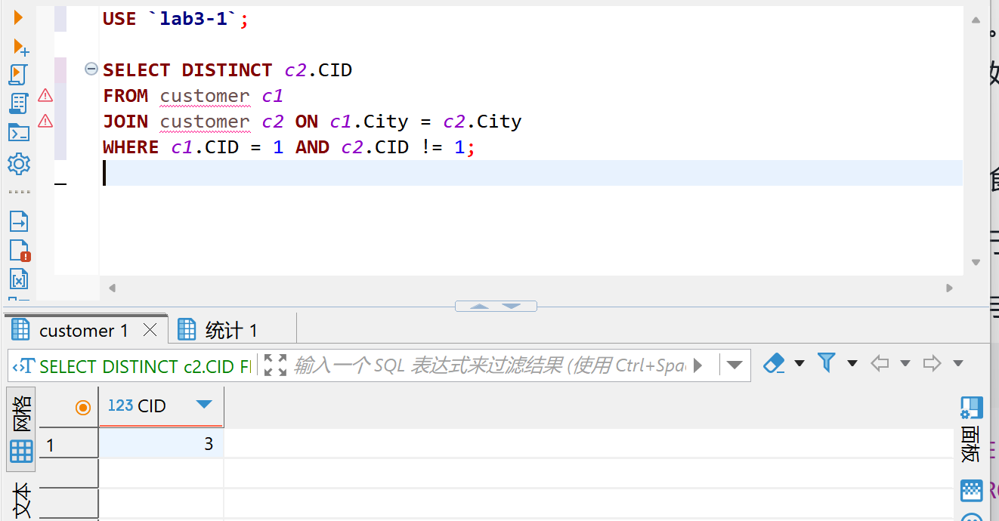 USE `lab3-1`;
SELECT DISTINCT c2.CID
FROM customer c1
JOIN customer c2 ON c1.City = c2.City
WHERE c1.CID = 1 AND c2.CID != 1;
customer 1
统计 1
SELECT DISTINCT c2.CID FI
输入一个 SQL 表达式来过滤结果 (使用 Ctrl+Spa
网格
123 CID
1
3
文本
面板